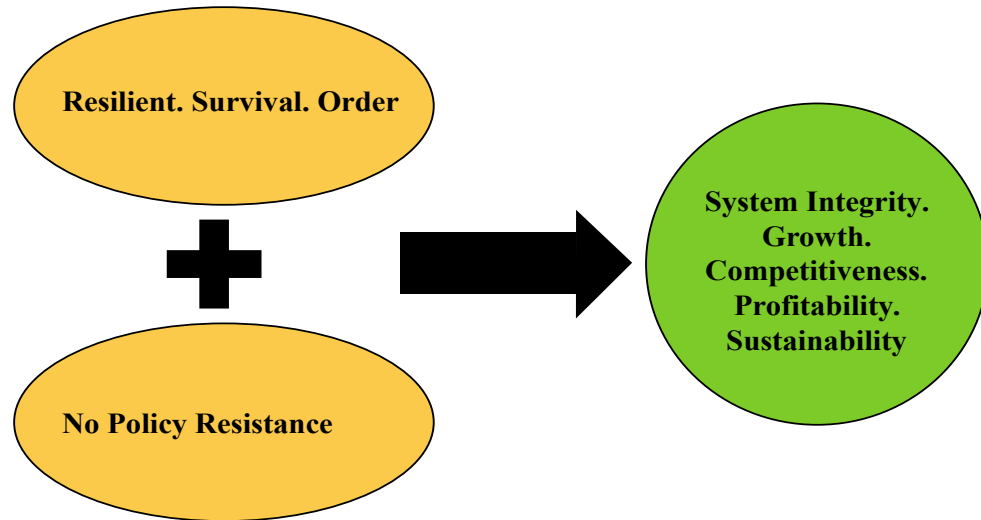 Resilient. Survival. Order
No Policy Resistance
System Integrity.
Growth.
Competitiveness.
Profitability.
Sustainability